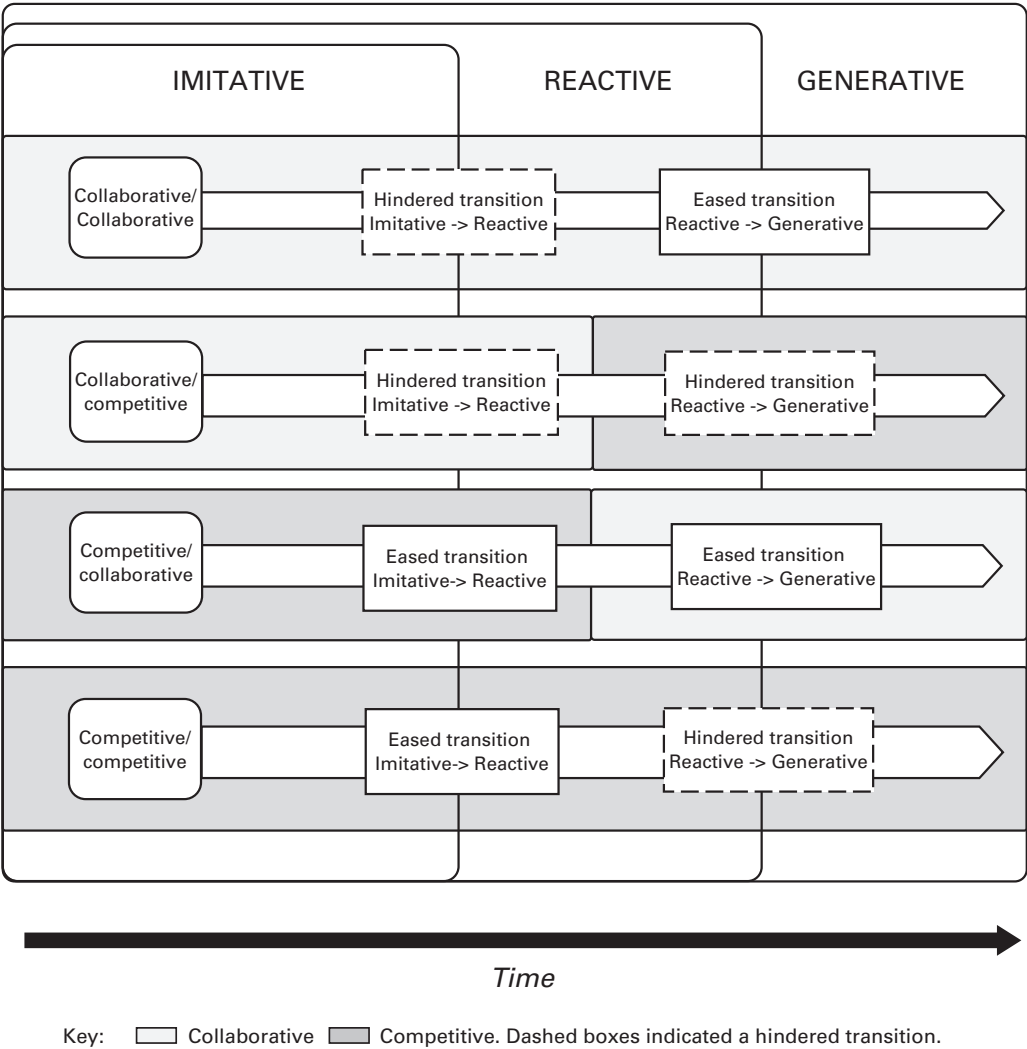 IMITATIVE
REACTIVE
GENERATIVE
Collaborative/
Collaborative
Hindered transition
Imitative -> Reactive
Eased transition
Reactive -> Generative
Collaborative/
competitive
Hindered transition
Imitative -> Reactive
Hindered transition
Reactive -> Generative
Competitive/
collaborative
Eased transition
Imitative-> Reactive
Eased transition
Reactive -> Generative
Competitive/
competitive
Eased transition
Imitative-> Reactive
Hindered transition
Reactive -> Generative
Time
Key: Collaborative Competitive. Dashed boxes indicated a hindered transition.